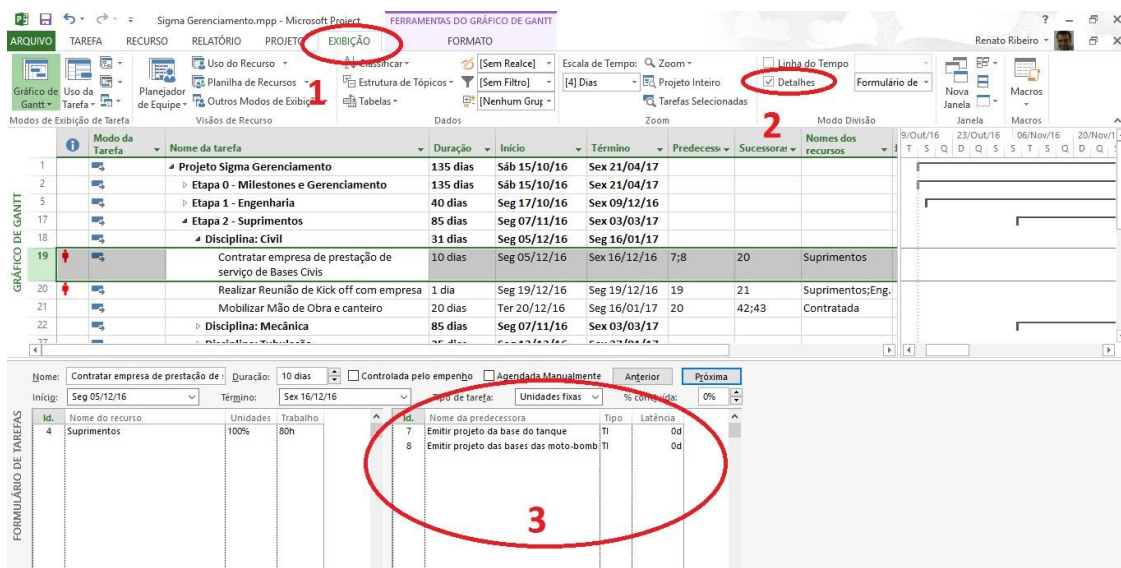 Sigma Gerenciamento.mpp - Microsoft Project
FERRAMENTAS DO GRÁFICO DE GANTT
ARQUIVO TAREFA RECURSO RELATÓRIO PROJETO EXIBIÇÃO FORMATO Renato Ribeiro
Gráfico de Gantt
Uso da Tarefa
Modos de Exibição de Tarefa
Planejador de Equipe
Uso do Recurso
Planilha de Recursos
Outros Modos de Exibição
Visões de Recurso
Classificar
Estrutura de Tópicos
Tabelas
[Sem Realce]
[Sem Filtro]
[Nenhum Grup
Dados
Escala de Tempo:
[4] Dias
Zoom
Projeto Inteiro
Tarefas Selecionadas
Zoom
Linha do Tempo
Detalhes
Formulário de
Modo Divisão
Nova Janela
Janela
Macros
Macros
1
2
Modo da Tarefa Nome da tarefa Duração Início Término Predecess Sucessoras Nomes dos recursos
9/Out/16 23/Out/16 06/Nov/16 20/Nov/1
T S Q D Q S S T S Q D Q
1 Projeto Sigma Gerenciamento 135 dias Sáb 15/10/16 Sex 21/04/17
2 Etapa 0 - Milestones e Gerenciamento 135 dias Sáb 15/10/16 Sex 21/04/17
5 Etapa 1 - Engenharia 40 dias Seg 17/10/16 Sex 09/12/16
17 Etapa 2 - Suprimentos 85 dias Seg 07/11/16 Sex 03/03/17
18 Disciplina: Civil 31 dias Seg 05/12/16 Seg 16/01/17
19 Contratar empresa de prestação de 10 dias Seg 05/12/16 Sex 16/12/16 7;8 20 Suprimentos
serviço de Bases Civis
20 Realizar Reunião de Kick off com empresa 1 dia Seg 19/12/16 Seg 19/12/16 19 21 Suprimentos;Eng.
21 Mobilizar Mão de Obra e canteiro 20 dias Ter 20/12/16 Seg 16/01/17 20 42;43 Contratada
22 Disciplina: Mecânica 85 dias Seg 07/11/16 Sex 03/03/17
GRÁFICO DE GANTT
Nome: Contratar empresa de prestação de Duração: 10 dias Controlada pelo empenho Agendada Manualmente Anterior Próxima
Início: Seg 05/12/16 Término: Sex 16/12/16 Tipo de tarefa: Unidades fixas % concluída: 0%
Id. Nome do recurso Unidades Trabalho Id. Nome da predecessora Tipo Latência
4 Suprimentos 100% 80h 7 Emitir projeto da base do tanque TI 0d
8 Emitir projeto das bases das moto-bomb TI 0d
3
FORMULÁRIO DE TAREFAS